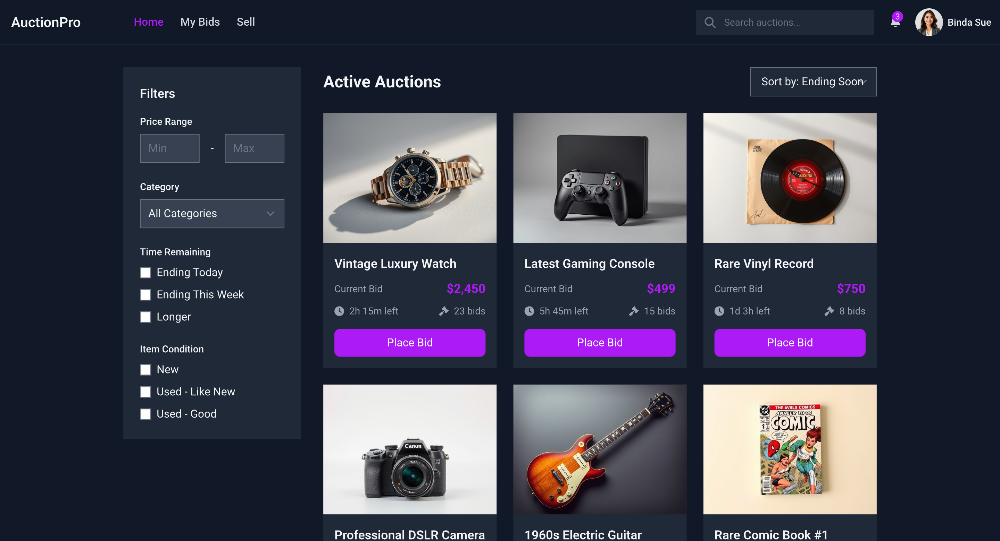 AuctionPro
Home
My Bids
Sell
Search auctions...
3
Binda Sue
Filters
Price Range
Min
-
Max
Category
All Categories
Time Remaining
Ending Today
Ending This Week
Longer
Item Condition
New
Used - Like New
Used - Good
Active Auctions
Sort by: Ending Soon
Vintage Luxury Watch
Current Bid
$2,450
2h 15m left
23 bids
Place Bid
Latest Gaming Console
Current Bid
$499
5h 45m left
15 bids
Place Bid
Rare Vinyl Record
Current Bid
$750
1d 3h left
8 bids
Place Bid
Canon
Professional DSLR Camera
1960s Electric Guitar
THE AVIILS COMICS
AWNEER ED OS
COMIC
Rare Comic Book #1